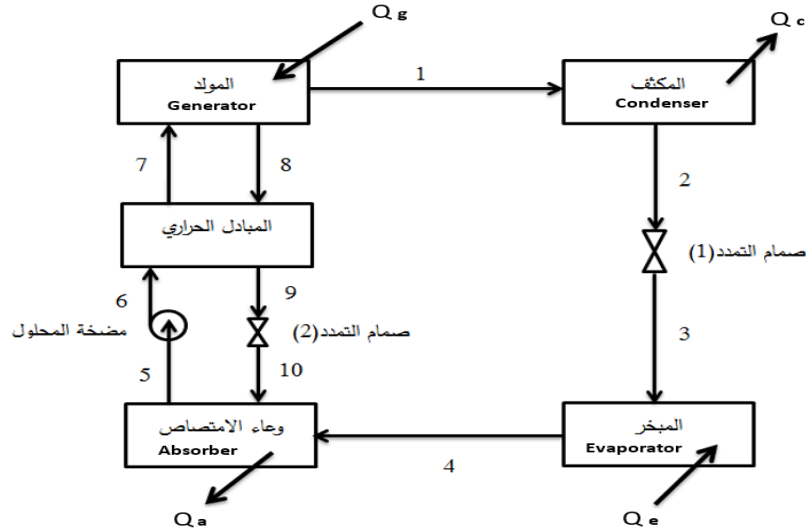 Q g
Q c
المولد
Generator
1
المكثف
Condenser
7
8
2
المبادل الحراري
صمام التمدد(1)
6
9
مضخة المحلول
صمام التمدد(2)
3
5
10
وعاء الامتصاص
Absorber
4
المبخر
Evaporator
Q a
Q e